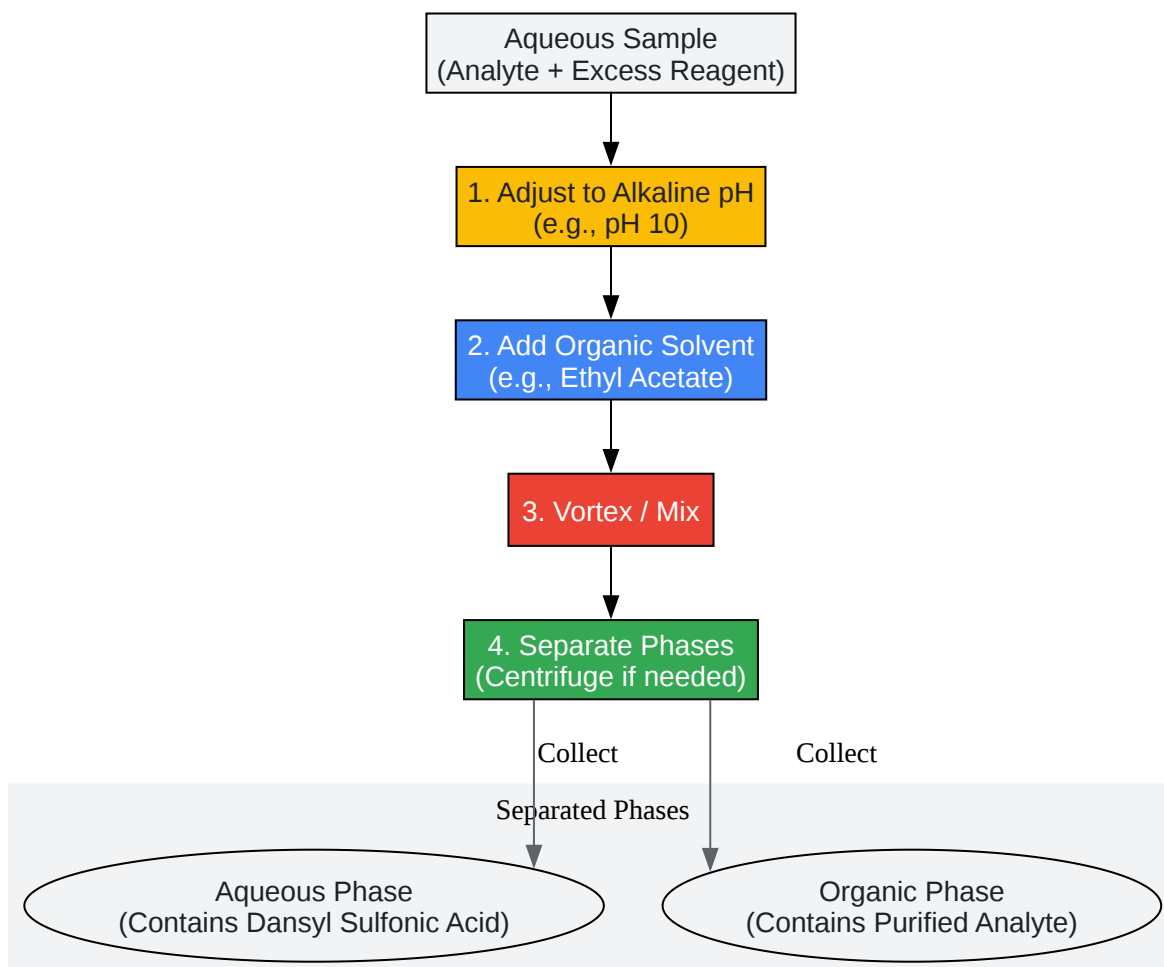 Aqueous Sample
(Analyte + Excess Reagent)
1. Adjust to Alkaline pH
(e.g., pH 10)
2. Add Organic Solvent
(e.g., Ethyl Acetate)
3. Vortex / Mix
4. Separate Phases
(Centrifuge if needed)
Collect
Collect
Separated Phases
Aqueous Phase
(Contains Dansyl Sulfonic Acid)
Organic Phase
(Contains Purified Analyte)